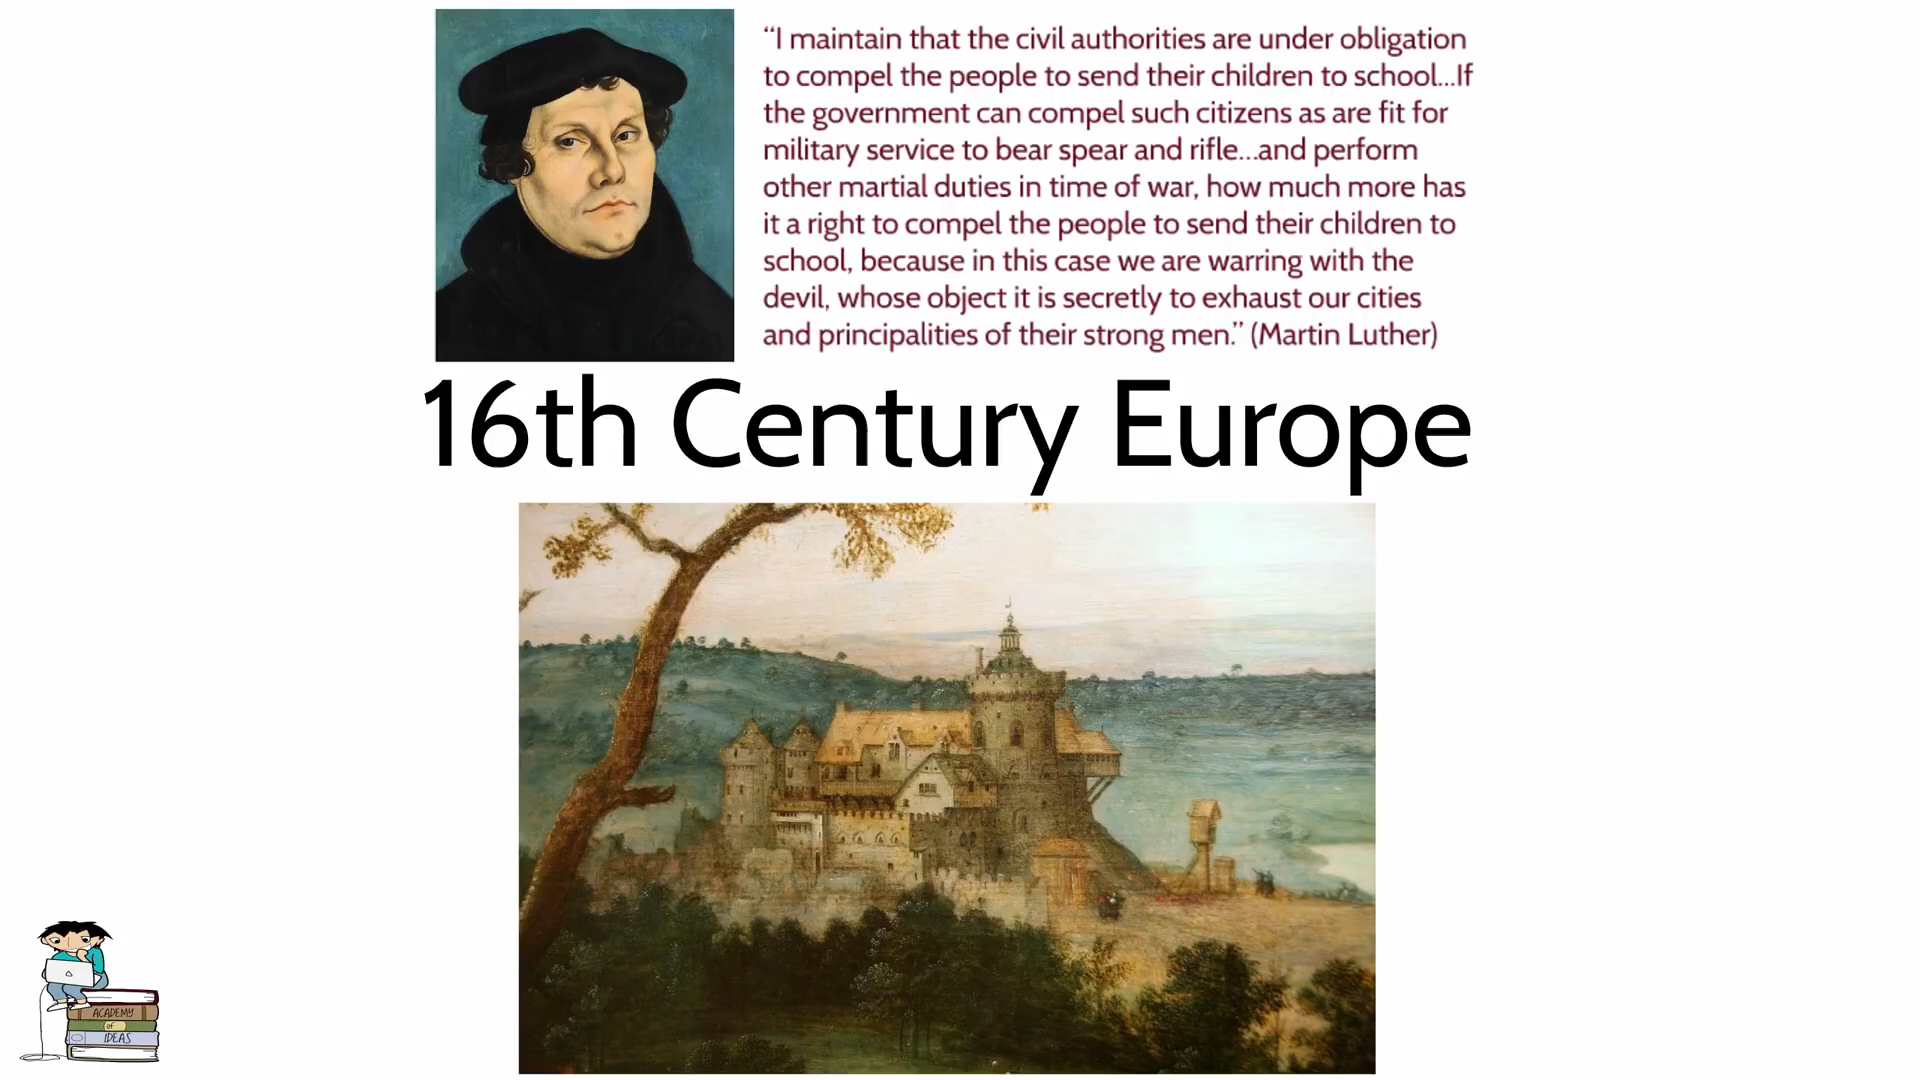 “I maintain that the civil authorities are under obligation
to compel the people to send their children to school...If
the government can compel such citizens as are fit for
military service to bear spear and rifle...and perform
other martial duties in time of war, how much more has
it a right to compel the people to send their children to
school, because in this case we are warring with the
devil, whose object it is secretly to exhaust our cities
and principalities of their strong men.” (Martin Luther)
16th Century Europe
ACADEMY
of
IDEAS